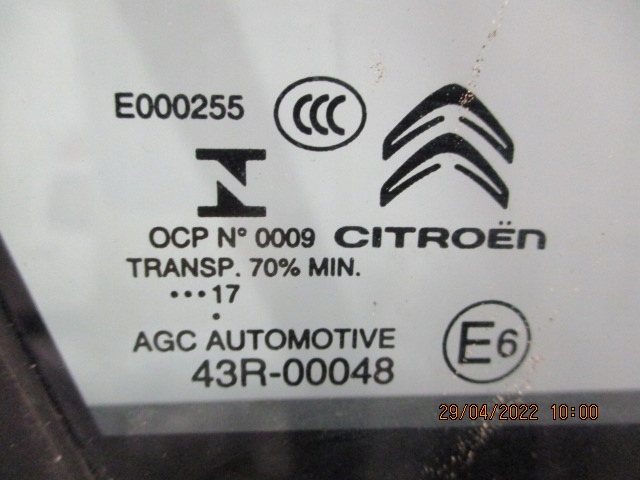 E000255
CCC
OCP N° 0009 CITROËN
TRANSP. 70% MIN.
•••17
•
AGC AUTOMOTIVE
43R-00048
E6
29/04/2022 10:00